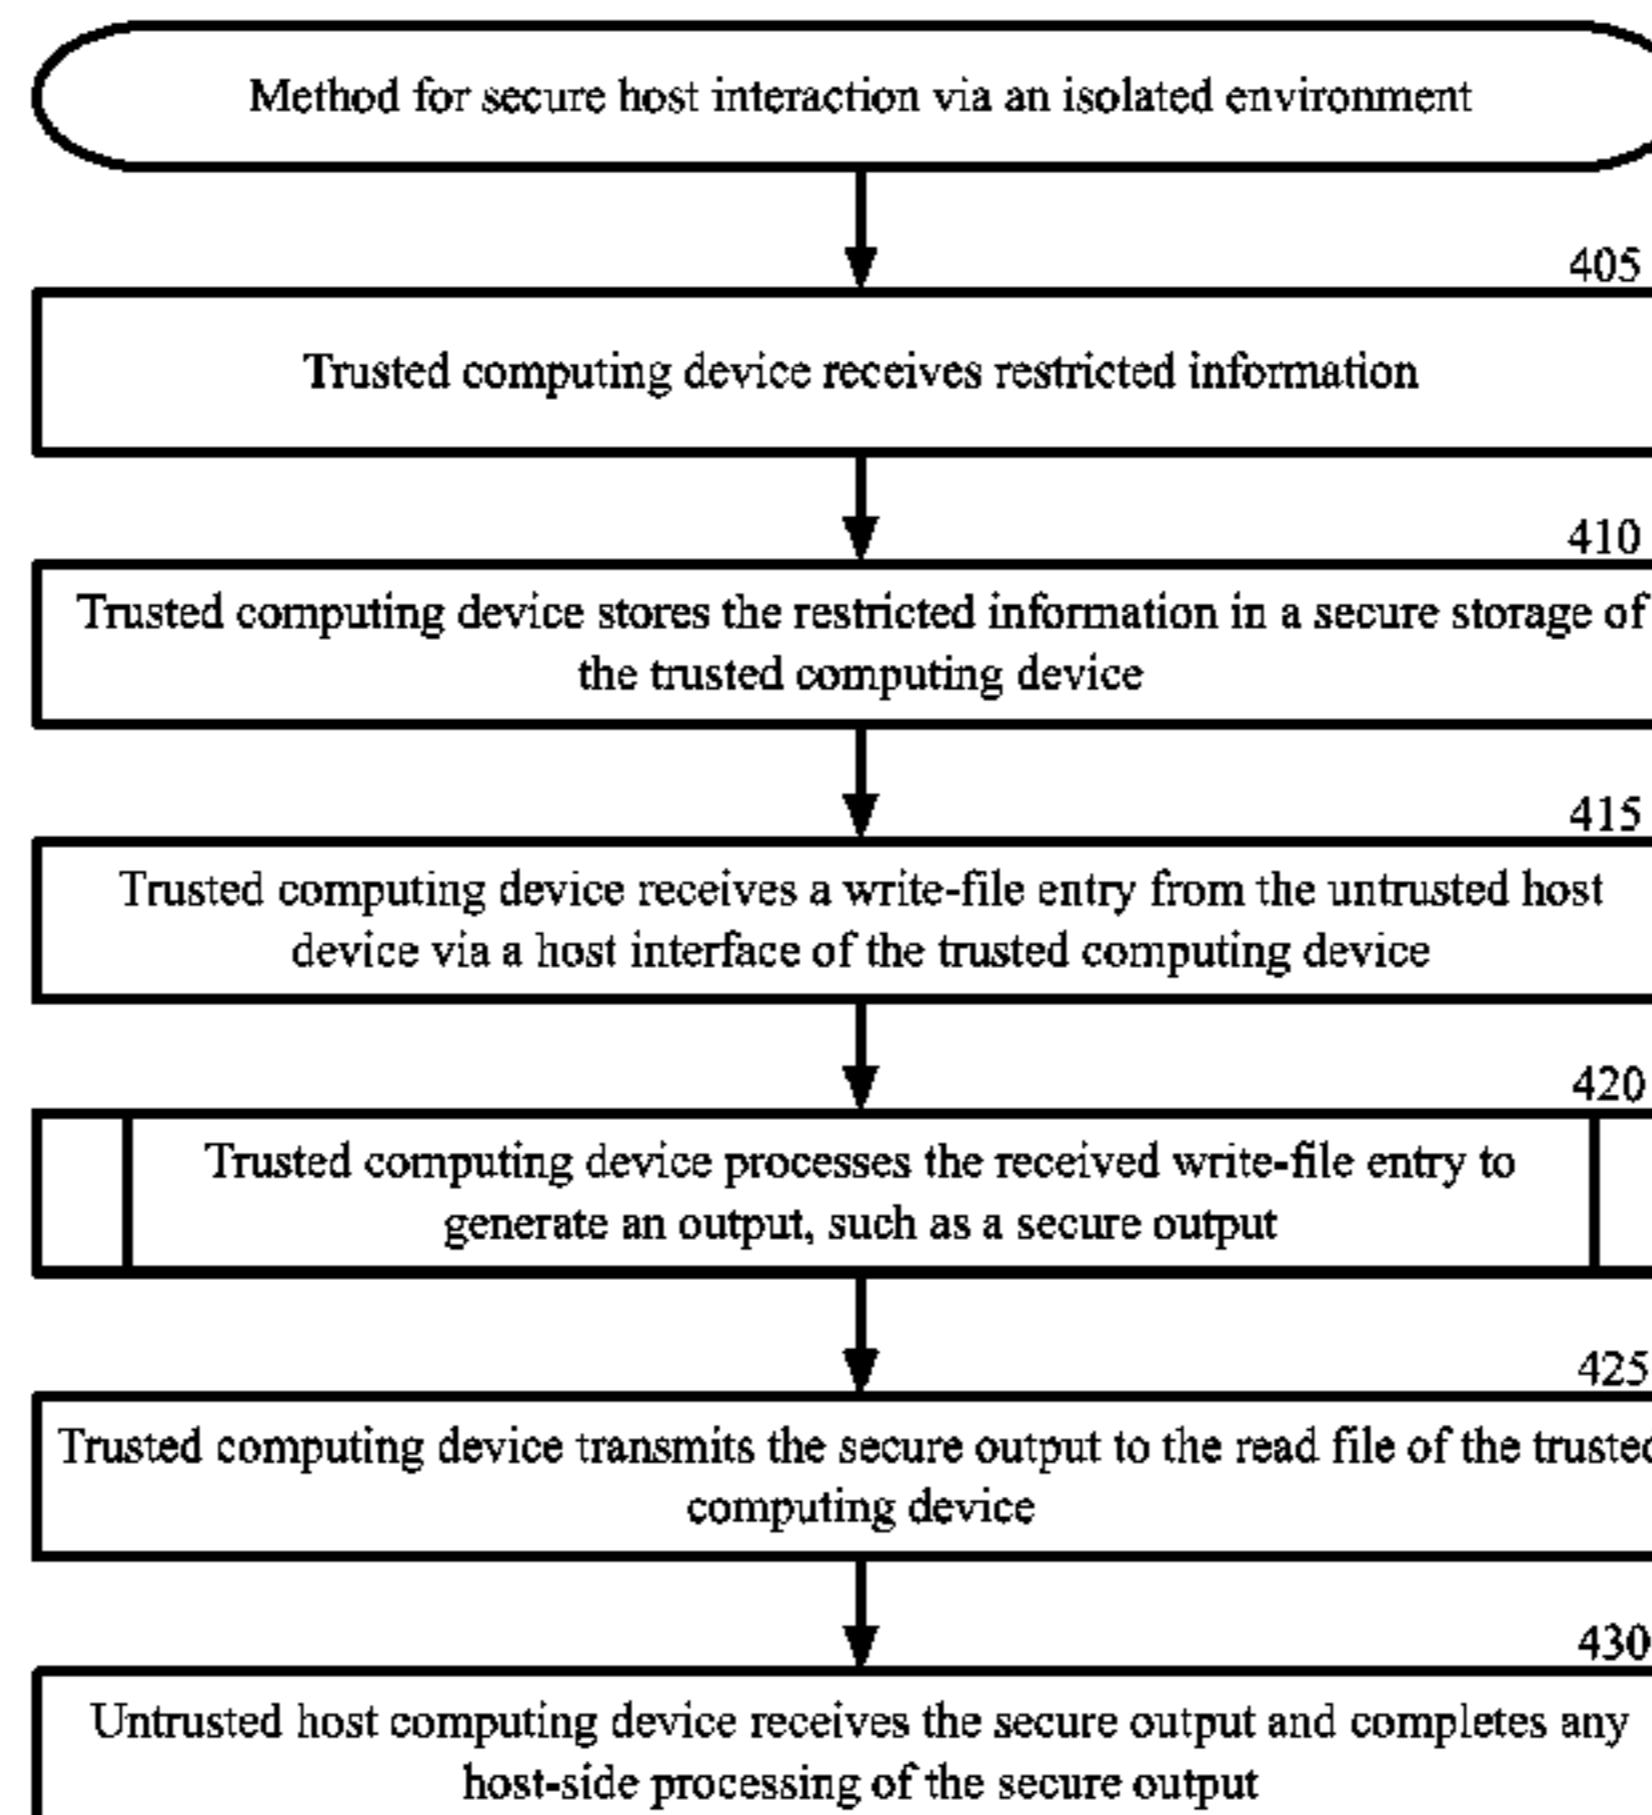 Method for secure host interaction via an isolated environment
405
Trusted computing device receives restricted information
410
Trusted computing device stores the restricted information in a secure storage of
the trusted computing device
415
Trusted computing device receives a write-file entry from the untrusted host
device via a host interface of the trusted computing device
420
Trusted computing device processes the received write-file entry to
generate an output, such as a secure output
425
Trusted computing device transmits the secure output to the read file of the trusted
computing device
430
Untrusted host computing device receives the secure output and completes any
host-side processing of the secure output